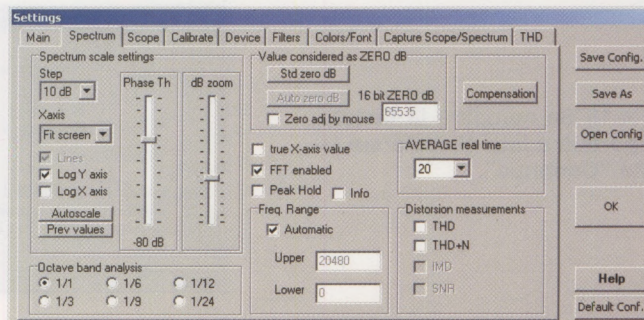 Settings
Main Spectrum Scope Calibrate Device Filters Colors/Font Capture Scope/Spectrum THD
Spectrum scale settings
Step
10 dB
Xaxis
Fit screen
Lines
Log Y axis
Log X axis
Autoscale
Prev values
Phase Th
-80 dB
dB zoom
Value considered as ZERO dB
Std zero dB
Auto zero dB
16 bit ZERO dB
65535
Zero adj by mouse
Compensation
true X-axis value
FFT enabled
Peak Hold
Info
AVERAGE real time
20
Freq. Range
Automatic
Upper 20480
Lower 0
Distorsion measurements
THD
THD+N
IMD
SNR
Octave band analysis
1/1 1/6 1/12
1/3 1/9 1/24
Save Config.
Save As
Open Config
OK
Help
Default Conf.